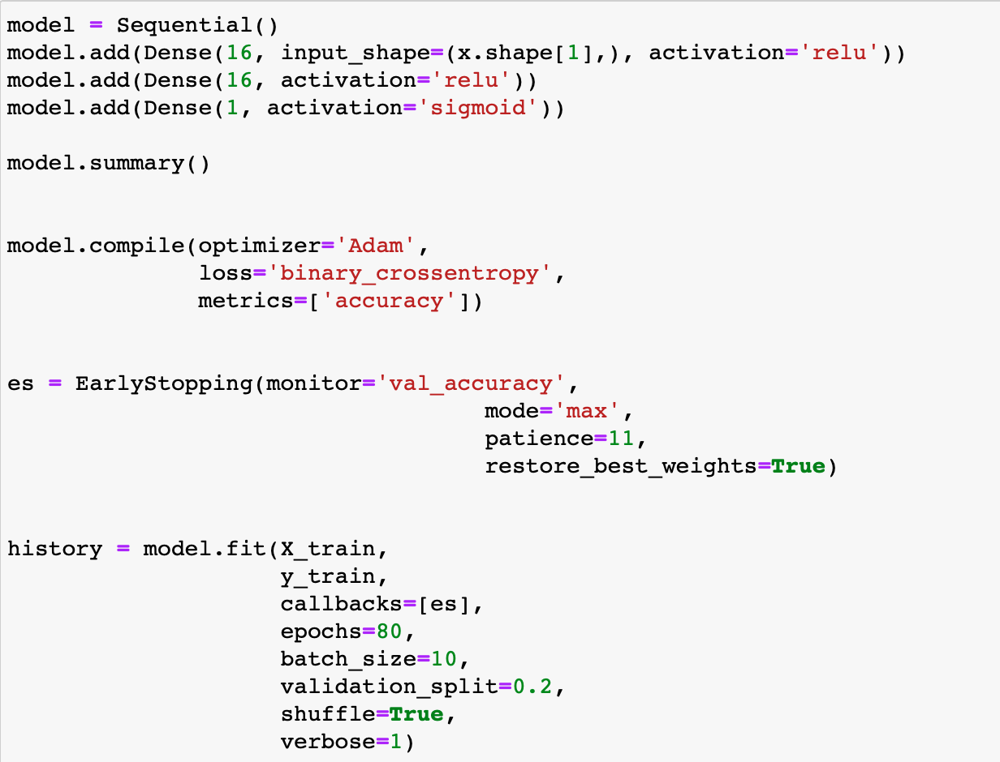 model = Sequential()
model.add(Dense(16, input_shape=(x.shape[1],), activation='relu'))
model.add(Dense(16, activation='relu'))
model.add(Dense(1, activation='sigmoid'))
model.summary()
model.compile(optimizer='Adam',
              loss='binary_crossentropy',
              metrics=['accuracy'])
es = EarlyStopping(monitor='val_accuracy',
                                   mode='max',
                                   patience=11,
                                   restore_best_weights=True)
history = model.fit(X_train,
                    y_train,
                    callbacks=[es],
                    epochs=80,
                    batch_size=10,
                    validation_split=0.2,
                    shuffle=True,
                    verbose=1)